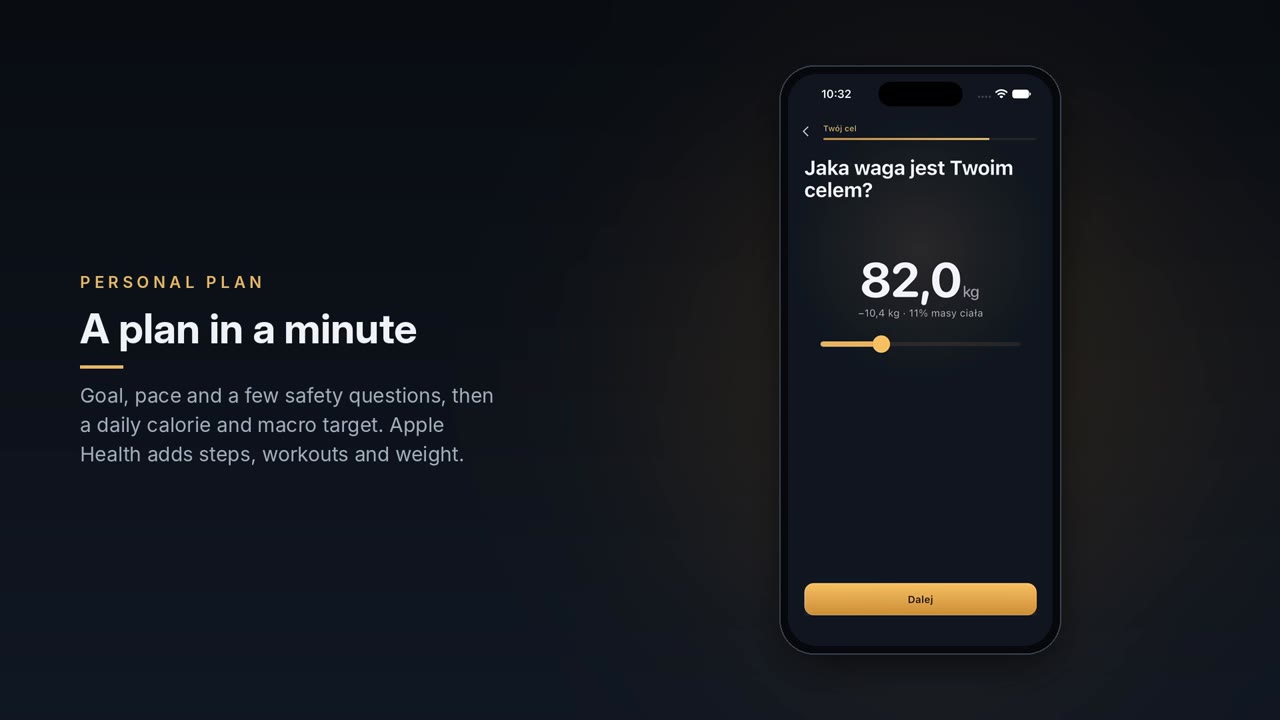 PERSONAL PLAN
A plan in a minute
Goal, pace and a few safety questions, then
a daily calorie and macro target. Apple
Health adds steps, workouts and weight.
10:32
Twój cel
Jaka waga jest Twoim
celem?
82,0 kg
−10,4 kg · 11% masy ciała
Dalej